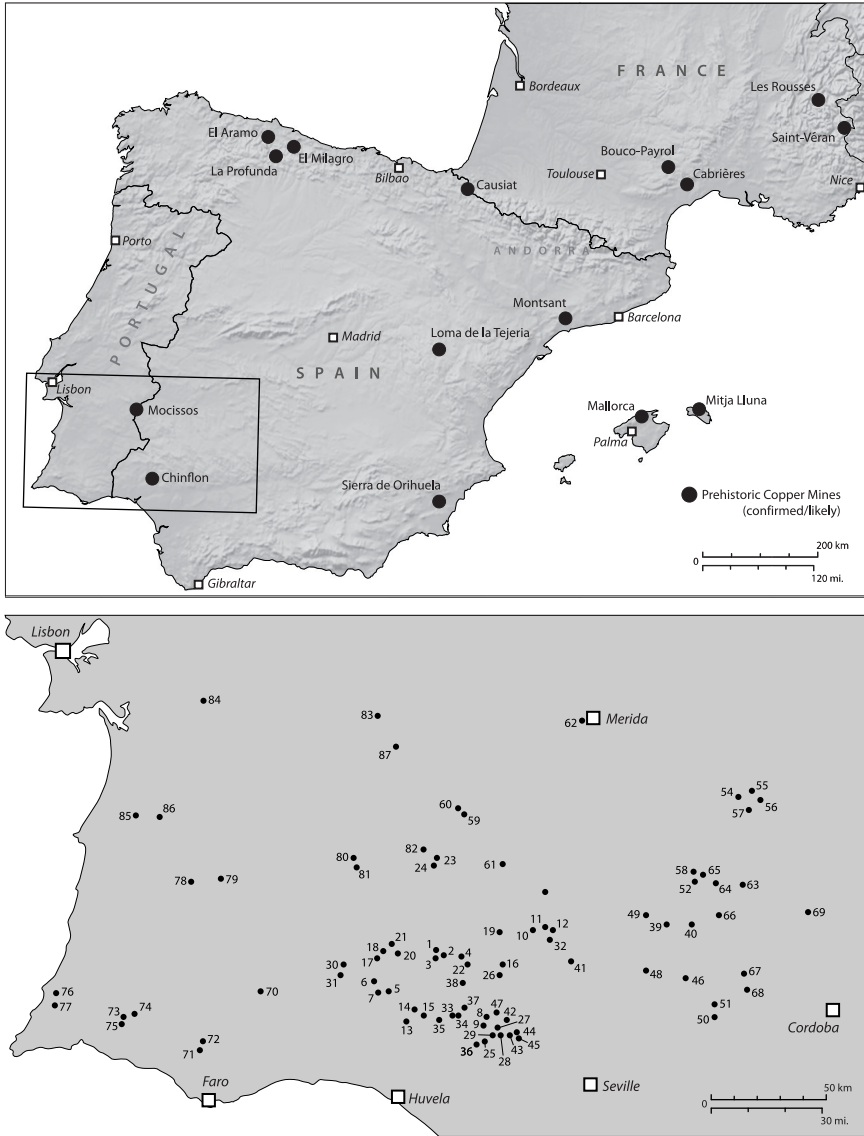 FRANCE
Bordeaux
Les Rousses
Saint-Véran
El Aramo
El Milagro
La Profunda
Bilbao
Causiat
Toulouse
Bouco-Payrol
Cabrières
Nice
Porto
PORTUGAL
ANDORRA
Montsant
Barcelona
Madrid
Loma de la Tejeria
SPAIN
Lisbon
Mocissos
Mallorca
Mitja Lluna
Palma
Chinflon
Sierra de Orihuela
Prehistoric Copper Mines
(confirmed/likely)
200 km
0
120 mi.
Gibraltar
Lisbon
84
83
62
Merida
87
54
55
56
57
60
59
85
86
82
80
23
24
81
61
58
65
52
64
63
78
79
49
66
69
39
40
11
12
10
19
32
21
18
20
17
1
2
3
4
22
16
41
30
31
26
48
46
67
68
6
5
7
38
70
76
77
51
50
Cordoba
73
74
75
14
15
13
33
37
34
35
8
47
42
9
27
44
29
45
36
25
28
43
72
71
Faro
Huvela
Seville
50 km
0
30 mi.